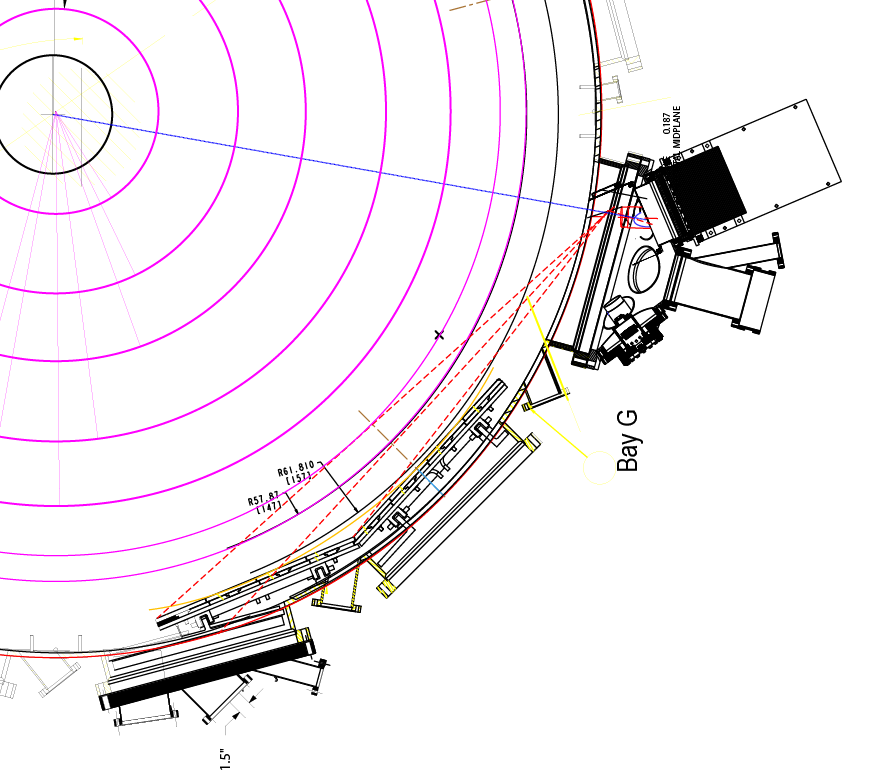 0.187
MIDPLANE
R61.810
[157]
R57.87
[147]
Bay G
1.5"